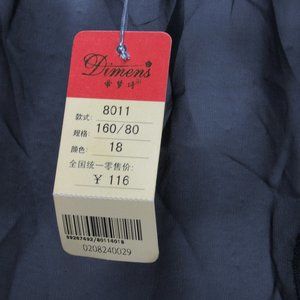 Dimens
帝梦诗
款式: 8011
规格: 160/80
颜色: 18
全国统一零售价:
¥ 116
0208240029